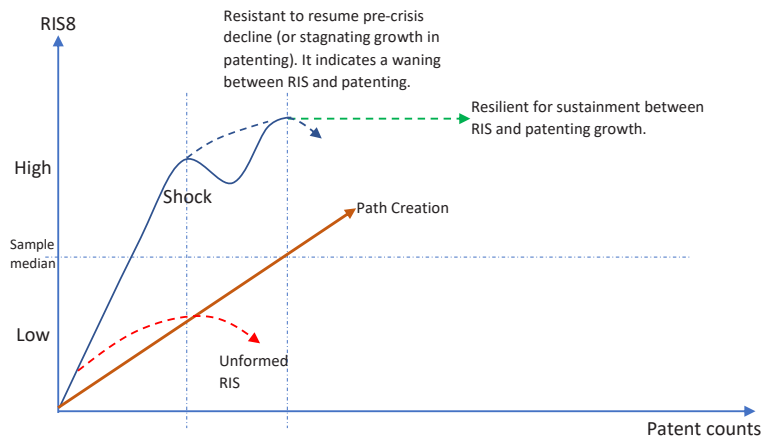 RIS8
Resistant to resume pre-crisis
decline (or stagnating growth in
patenting). It indicates a waning
between RIS and patenting.
Resilient for sustainment between
RIS and patenting growth.
High
Shock
Path Creation
Sample
median
Low
Unformed
RIS
Patent counts